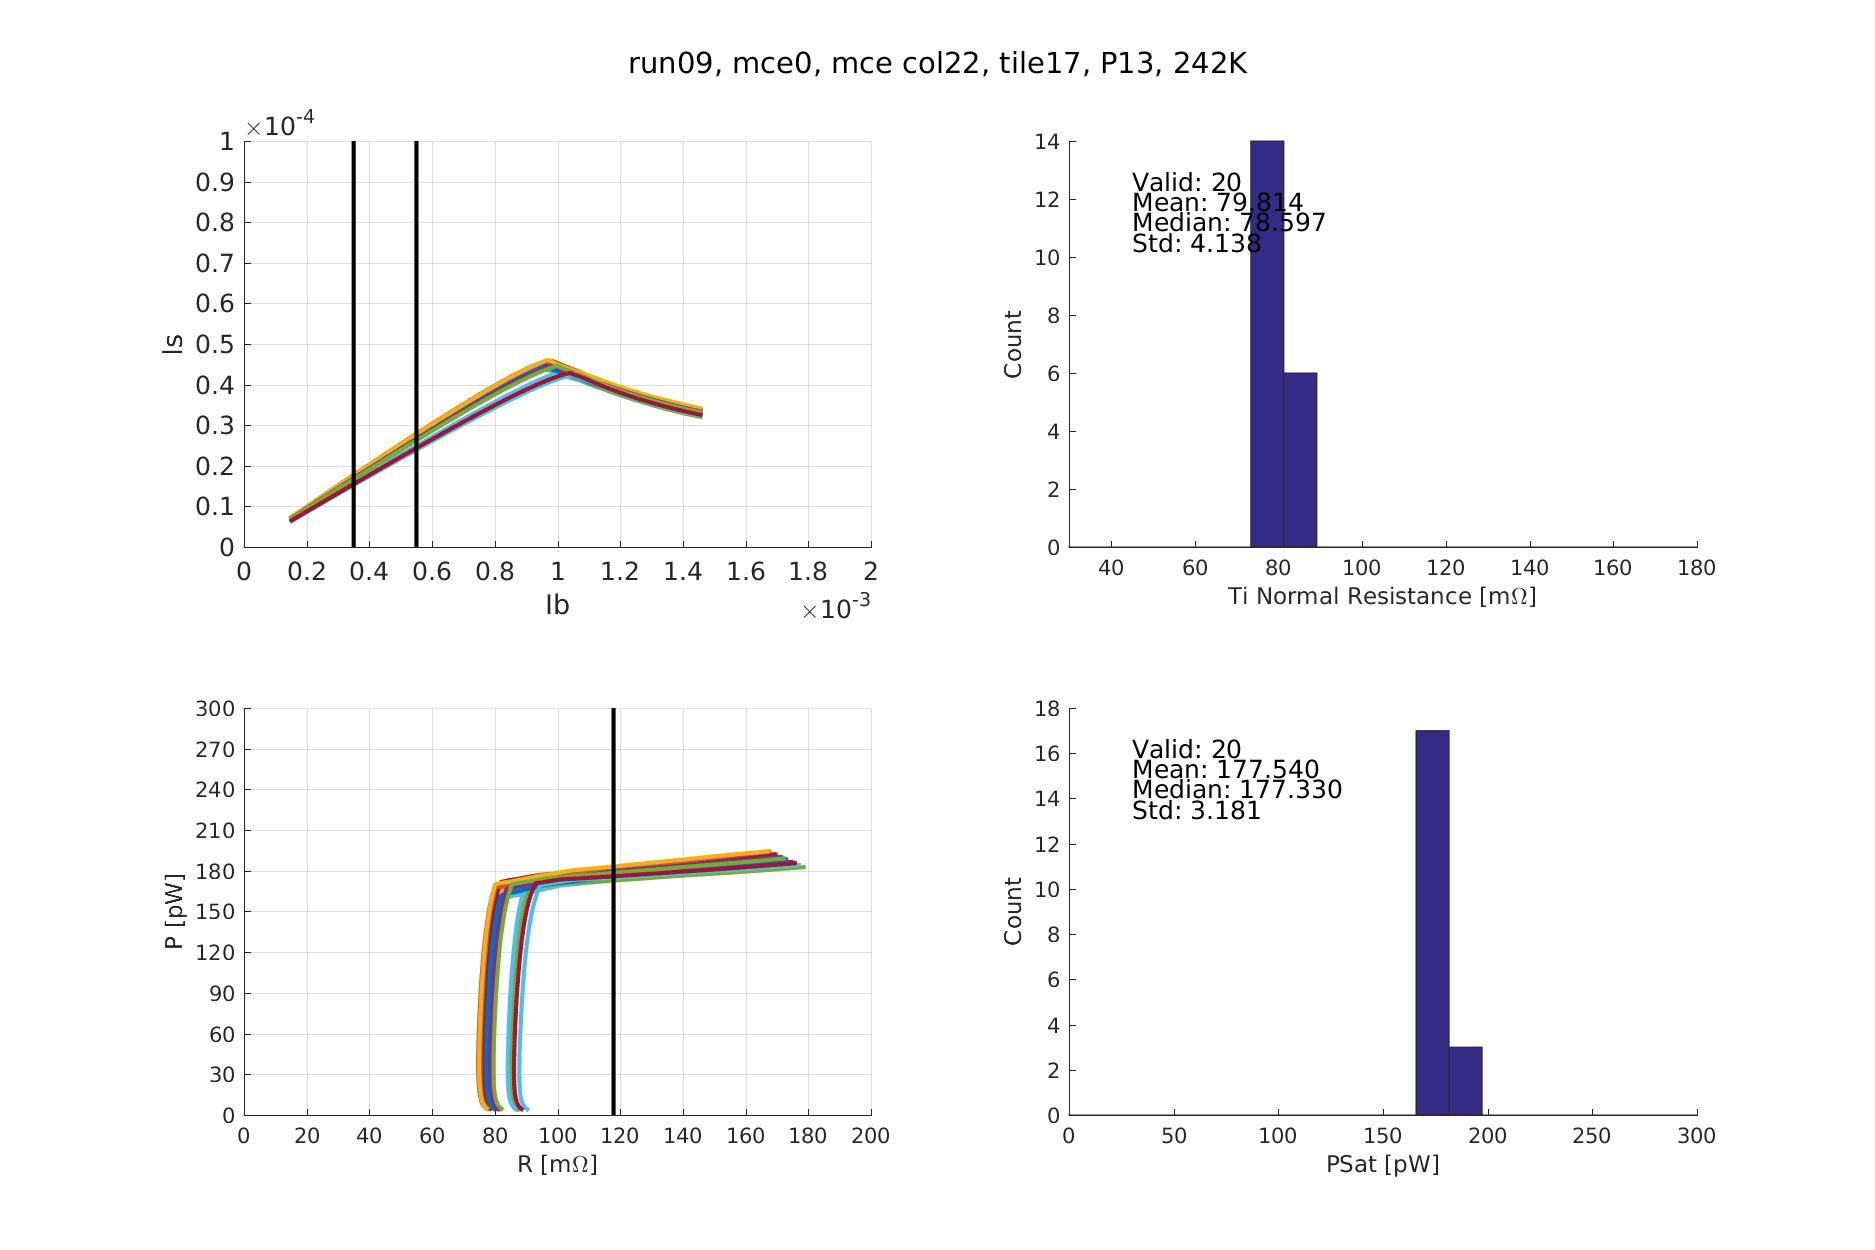 run09, mce0, mce col22, tile17, P13, 242K
×10-4
1
0.9
0.8
0.7
0.6
0.5
0.4
0.3
0.2
0.1
0
Is
0 0.2 0.4 0.6 0.8 1 1.2 1.4 1.6 1.8 2
Ib
×10-3
14
12
10
8
6
4
2
0
Count
Valid: 20
Mean: 79.814
Median: 78.597
Std: 4.138
40 60 80 100 120 140 160 180
Ti Normal Resistance [mΩ]
300
270
240
210
180
150
120
90
60
30
0
P [pW]
0 20 40 60 80 100 120 140 160 180 200
R [mΩ]
18
16
14
12
10
8
6
4
2
0
Count
Valid: 20
Mean: 177.540
Median: 177.330
Std: 3.181
0 50 100 150 200 250 300
PSat [pW]